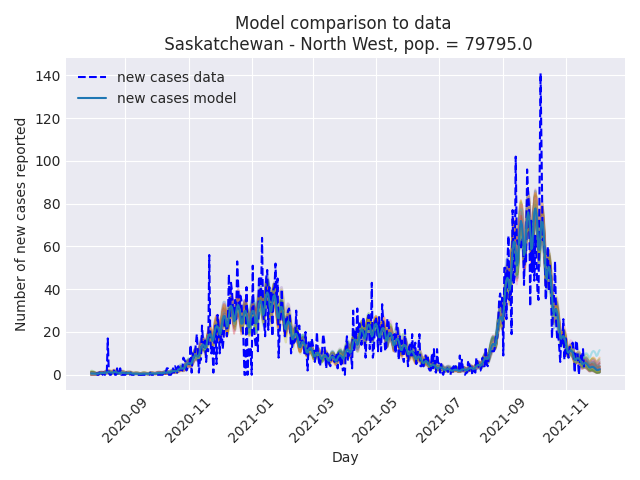 Model comparison to data
Saskatchewan - North West, pop. = 79795.0
new cases data
new cases model
Number of new cases reported
140
120
100
80
60
40
20
0
2020-09
2020-11
2021-01
2021-03
2021-05
2021-07
2021-09
2021-11
Day